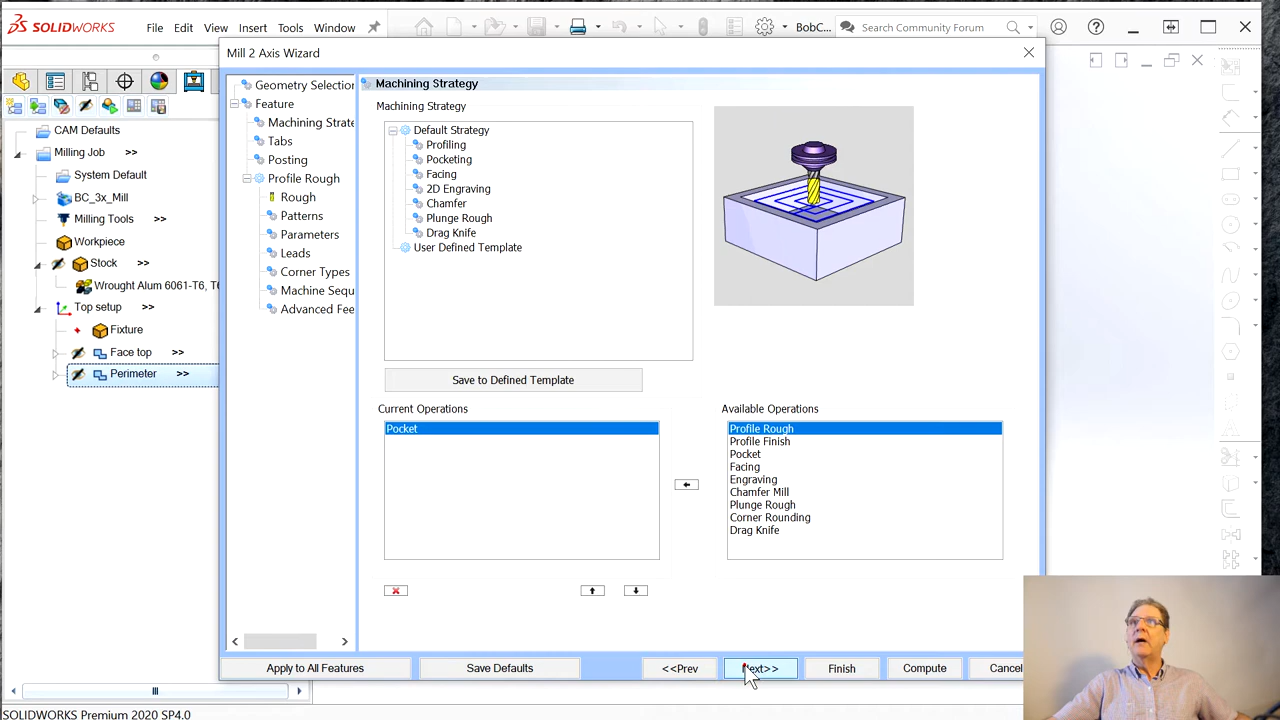 SOLIDWORKS File Edit View Insert Tools Window BobC... Search Community Forum
Mill 2 Axis Wizard
CAM Defaults
Milling Job >>
System Default
BC_3x_Mill
Milling Tools >>
Workpiece
Stock >>
Wrought Alum 6061-T6, T6
Top setup >>
Fixture
Face top >>
Perimeter >>
Geometry Selection
Feature
Machining Strate
Tabs
Posting
Profile Rough
Rough
Patterns
Parameters
Leads
Corner Types
Machine Sequ
Advanced Fee
Machining Strategy
Machining Strategy
Default Strategy
Profiling
Pocketing
Facing
2D Engraving
Chamfer
Plunge Rough
Drag Knife
User Defined Template
Save to Defined Template
Current Operations
Pocket
Available Operations
Profile Rough
Profile Finish
Pocket
Facing
Engraving
Chamfer Mill
Plunge Rough
Corner Rounding
Drag Knife
Apply to All Features Save Defaults <<Prev Next>> Finish Compute Cancel
SOLIDWORKS Premium 2020 SP4.0